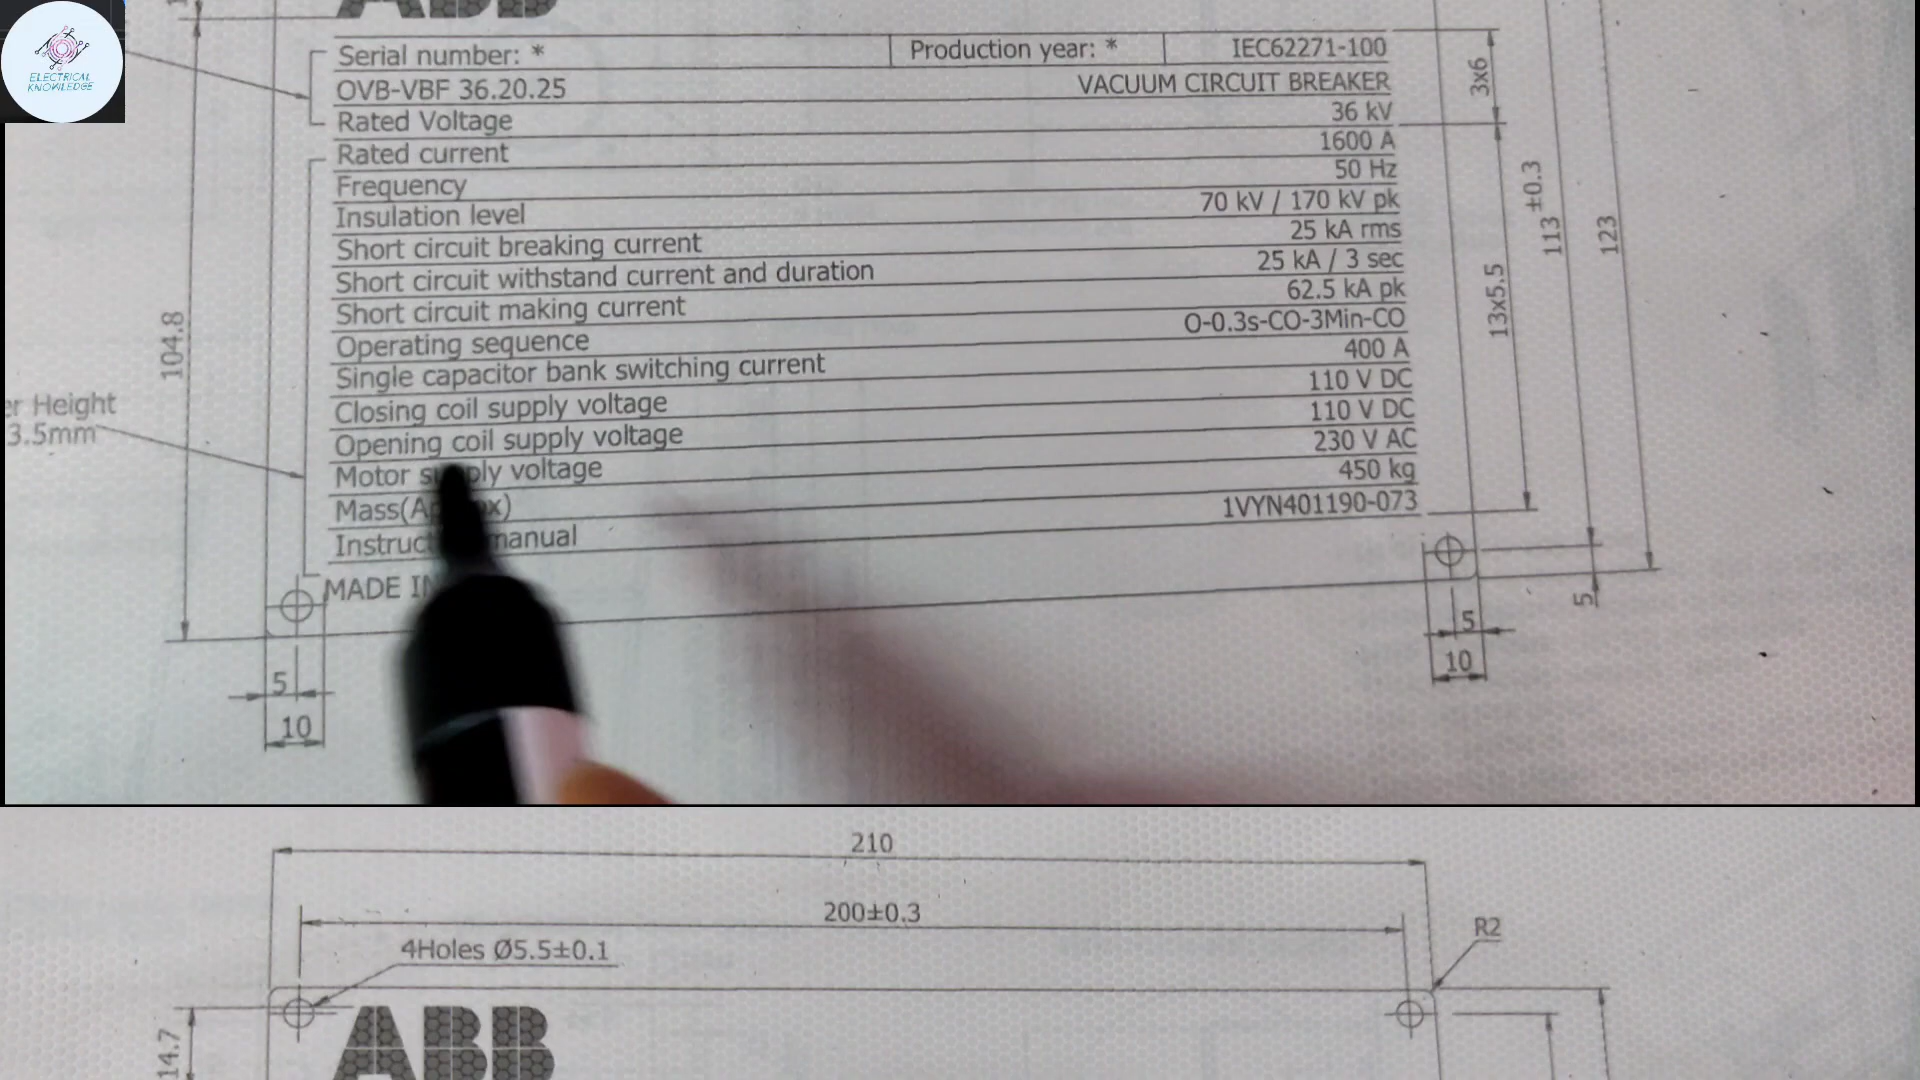 ABB
ELECTRICAL
KNOWLEDGE
Serial number: * Production year: * IEC62271-100
OVB-VBF 36.20.25 VACUUM CIRCUIT BREAKER
Rated Voltage 36 kV
Rated current 1600 A
Frequency 50 Hz
Insulation level 70 kV / 170 kV pk
Short circuit breaking current 25 kA rms
Short circuit withstand current and duration 25 kA / 3 sec
Short circuit making current 62.5 kA pk
Operating sequence O-0.3s-CO-3Min-CO
Single capacitor bank switching current 400 A
Closing coil supply voltage 110 V DC
Opening coil supply voltage 110 V DC
Motor supply voltage 230 V AC
Mass(Approx) 450 kg
manual 1VYN401190-073
MADE IN
Height
3.5mm
104.8
3x6
13x5.5
113 ±0.3
123
5
10
5
10
5
210
200±0.3
4Holes Ø5.5±0.1
R2
14.7
ABB